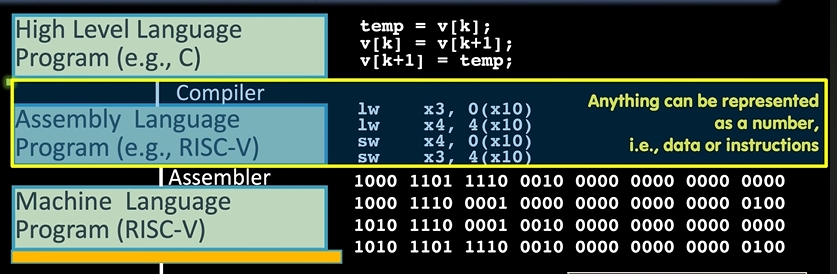 High Level Language
Program (e.g., C)
temp = v[k];
v[k] = v[k+1];
v[k+1] = temp;
Compiler
Assembly Language
Program (e.g., RISC-V)
lw x3, 0(x10)
lw x4, 4(x10)
sw x4, 0(x10)
sw x3, 4(x10)
Anything can be represented
as a number,
i.e., data or instructions
Assembler
Machine Language
Program (RISC-V)
1000 1101 1110 0010 0000 0000 0000 0000
1000 1110 0001 0000 0000 0000 0000 0100
1010 1110 0001 0010 0000 0000 0000 0000
1010 1101 1110 0010 0000 0000 0000 0100